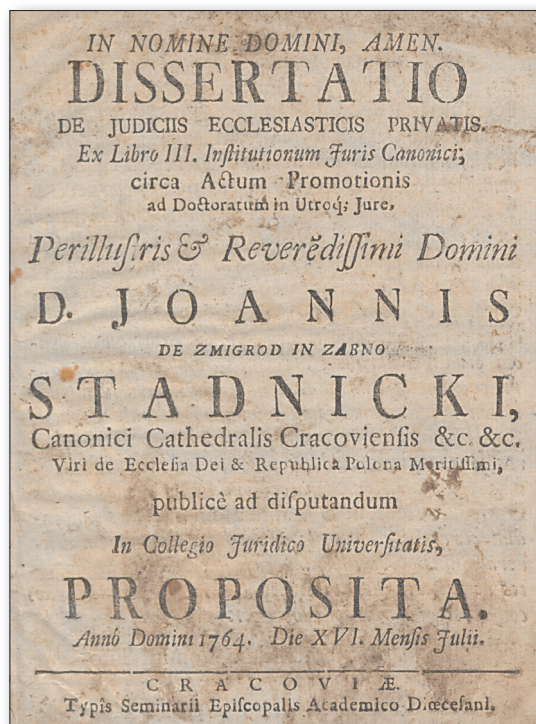 IN NOMINE DOMINI, AMEN.
DISSERTATIO
DE JUDICIIS ECCLESIASTICIS PRIVATIS.
Ex Libro III. Inſtitutionum Juris Canonici;
circa Actum Promotionis
ad Doctoratum in Utroq́; Jure,
Perilluſtris & Reverẽdiſſimi Domini
D. JOANNIS
DE ZMIGROD IN ZABNO
STADNICKI,
Canonici Cathedralis Cracovienſis &c. &c.
Viri de Eccleſia Dei & Republica Polona Meritiſſimi,
publicè ad diſputandum
In Collegio Juridico Univerſitatis,
PROPOSITA.
Annô Domini 1764. Die XVI. Menſis Julii.
CRACOVIÆ.
Typîs Seminarii Epiſcopalis Academico Diœceſani.